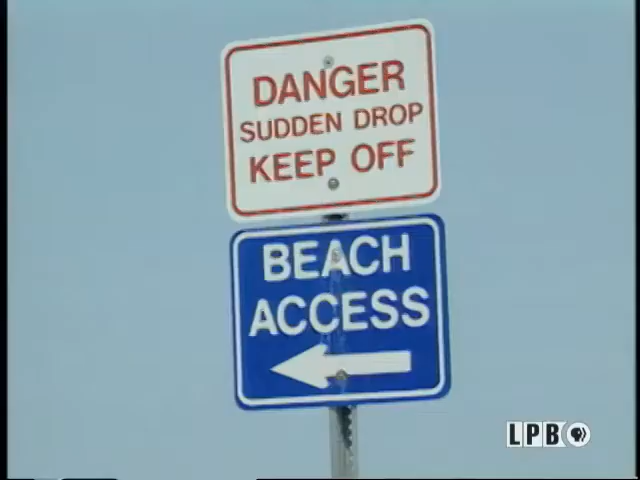 DANGER
SUDDEN DROP
KEEP OFF
BEACH
ACCESS
LPB